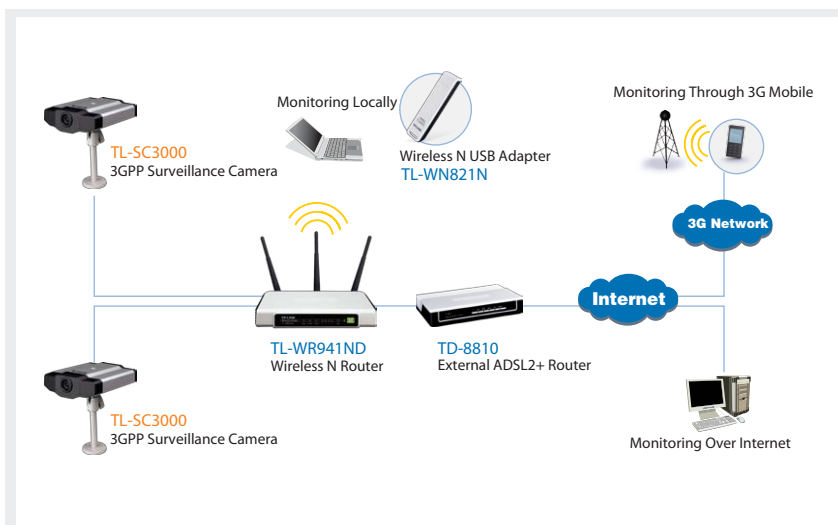 Monitoring Locally
Monitoring Through 3G Mobile
TL-SC3000
3GPP Surveillance Camera
Wireless N USB Adapter
TL-WN821N
3G Network
Internet
TL-WR941ND
Wireless N Router
TD-8810
External ADSL2+ Router
TL-SC3000
3GPP Surveillance Camera
Monitoring Over Internet